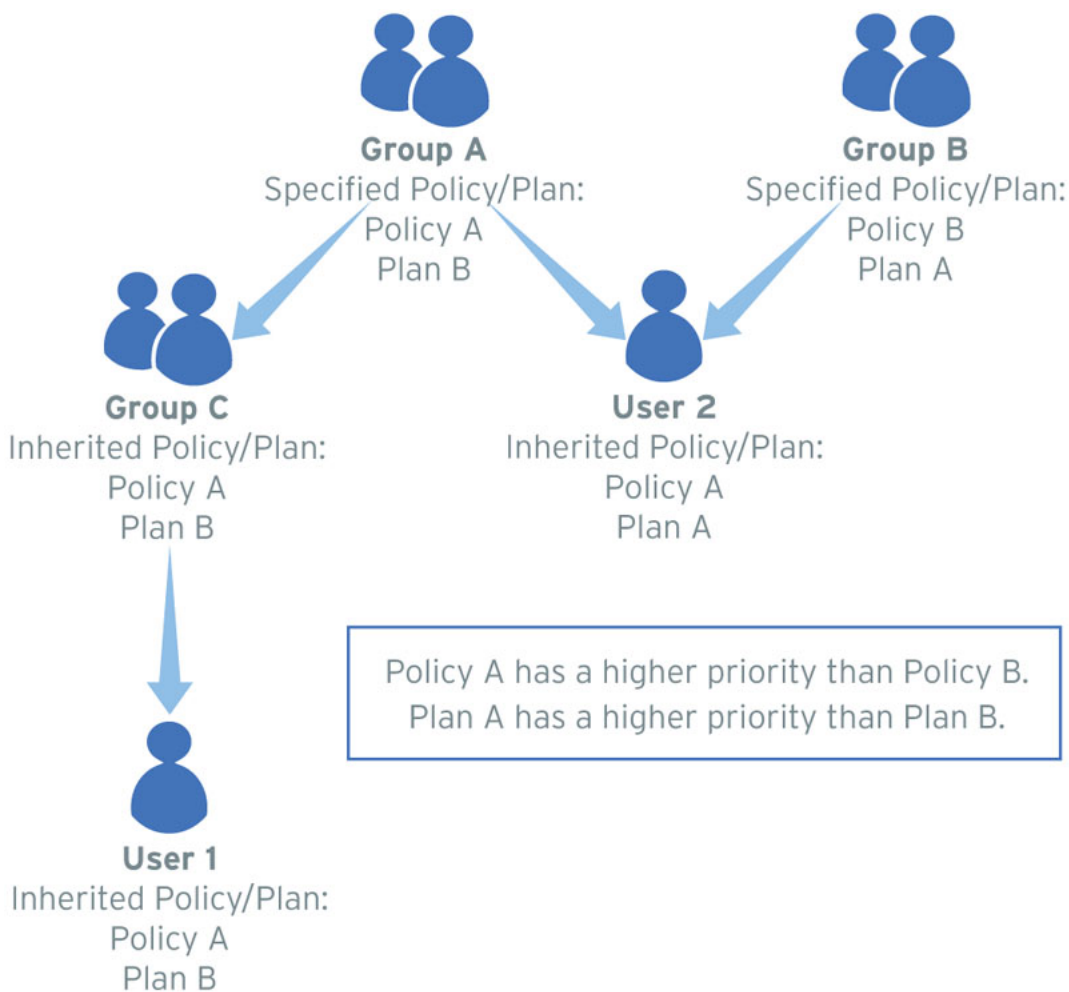 Group A
Specified Policy/Plan:
Policy A
Plan B
Group B
Specified Policy/Plan:
Policy B
Plan A
Group C
Inherited Policy/Plan:
Policy A
Plan B
User 2
Inherited Policy/Plan:
Policy A
Plan A
Policy A has a higher priority than Policy B.
Plan A has a higher priority than Plan B.
User 1
Inherited Policy/Plan:
Policy A
Plan B